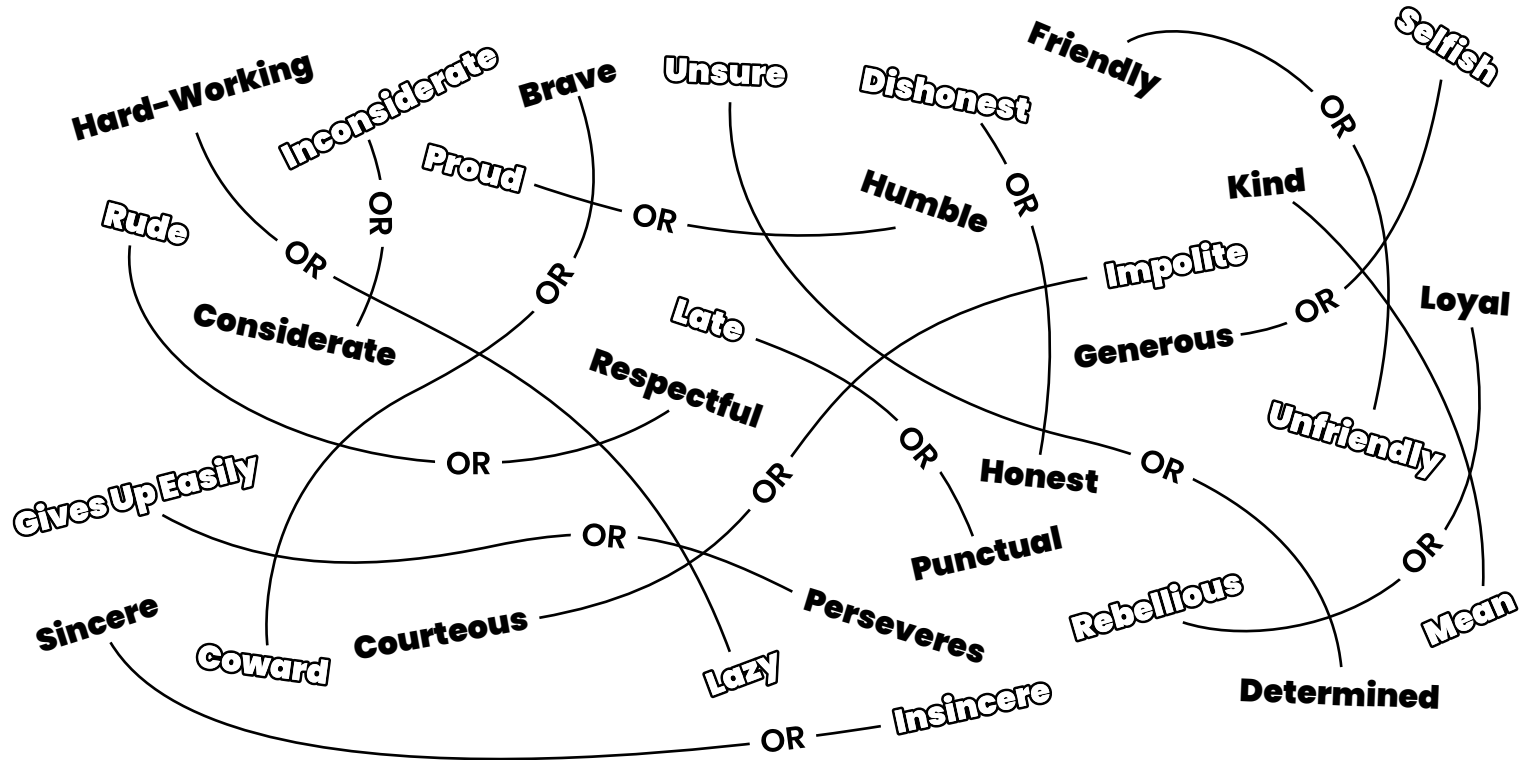 Hard-Working
Inconsiderate
Brave
Unsure
Dishonest
Friendly
Selfish
OR
Proud
Humble
Kind
Rude
OR
OR
OR
OR
Impolite
OR
Considerate
OR
Late
Generous
OR
Loyal
Respectful
Unfriendly
OR
OR
Honest
OR
Gives Up Easily
OR
OR
Punctual
OR
Sincere
Coward
Courteous
Perseveres
Rebellious
Mean
Lazy
Insincere
Determined
OR